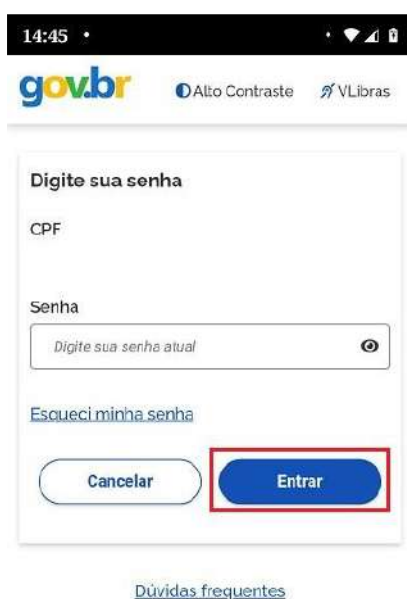 14:45
gov.br Alto Contraste VLibras
Digite sua senha
CPF
Senha
Digite sua senha atual
Esqueci minha senha
Cancelar Entrar
Dúvidas frequentes